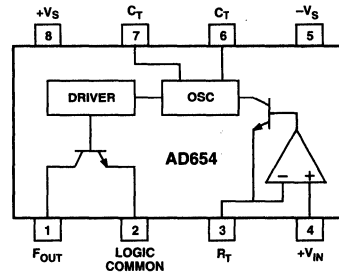 +VS CT CT −VS
8 7 6 5
DRIVER OSC
AD654
− +
1 2 3 4
FOUT LOGIC COMMON RT +VIN